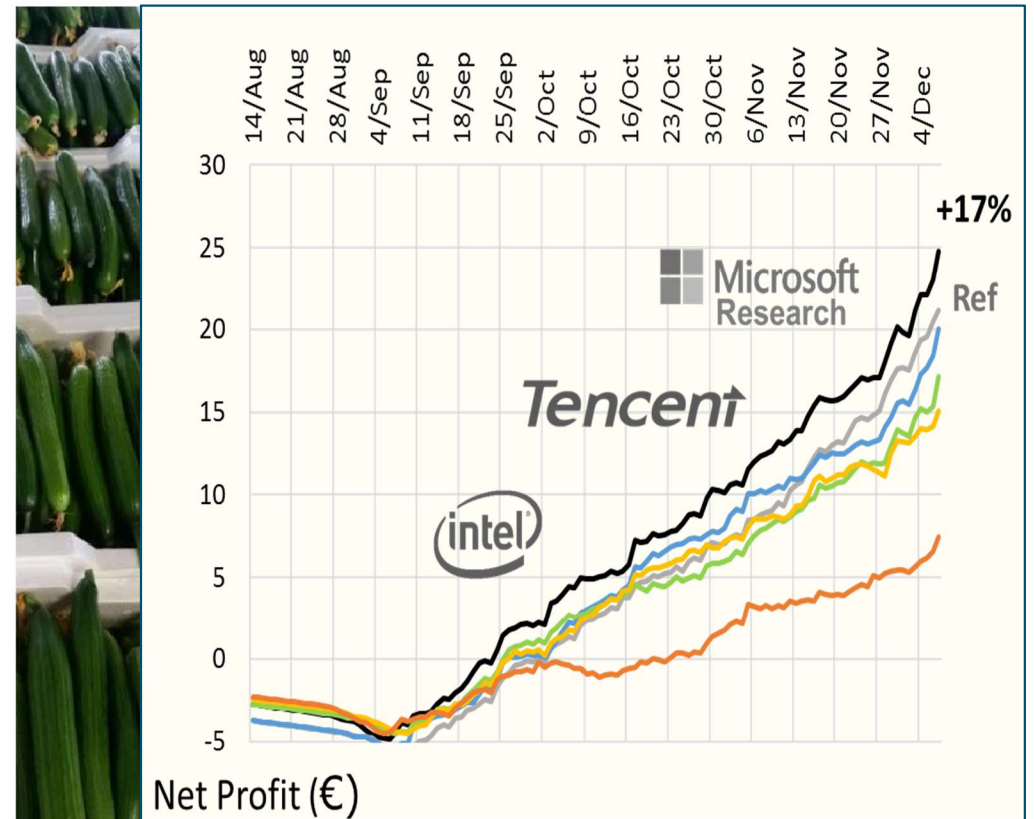 14/Aug
21/Aug
28/Aug
4/Sep
11/Sep
18/Sep
25/Sep
2/Oct
9/Oct
16/Oct
23/Oct
30/Oct
6/Nov
13/Nov
20/Nov
27/Nov
4/Dec
30
+17%
25
Microsoft
Research
Ref
20
Tencent
15
10
intel
5
0
-5
Net Profit (€)